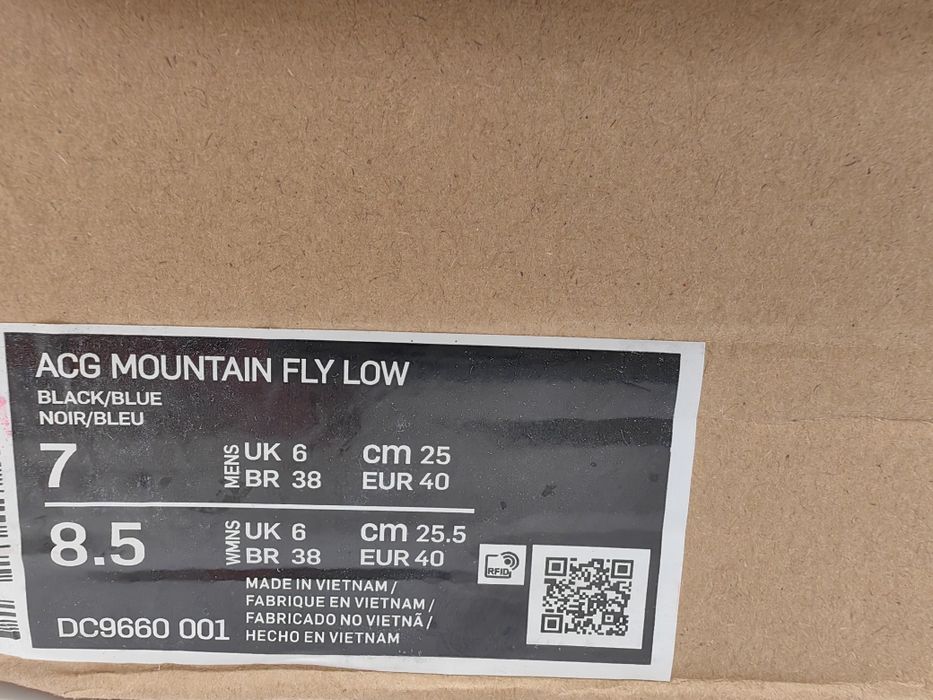 ACG MOUNTAIN FLY LOW
BLACK/BLUE
NOIR/BLEU
7 MENS UK 6 cm 25
BR 38 EUR 40
8.5 WMNS UK 6 cm 25.5
BR 38 EUR 40
RFID
MADE IN VIETNAM /
FABRIQUE EN VIETNAM /
FABRICADO NO VIETNÃ /
HECHO EN VIETNAM
DC9660 001